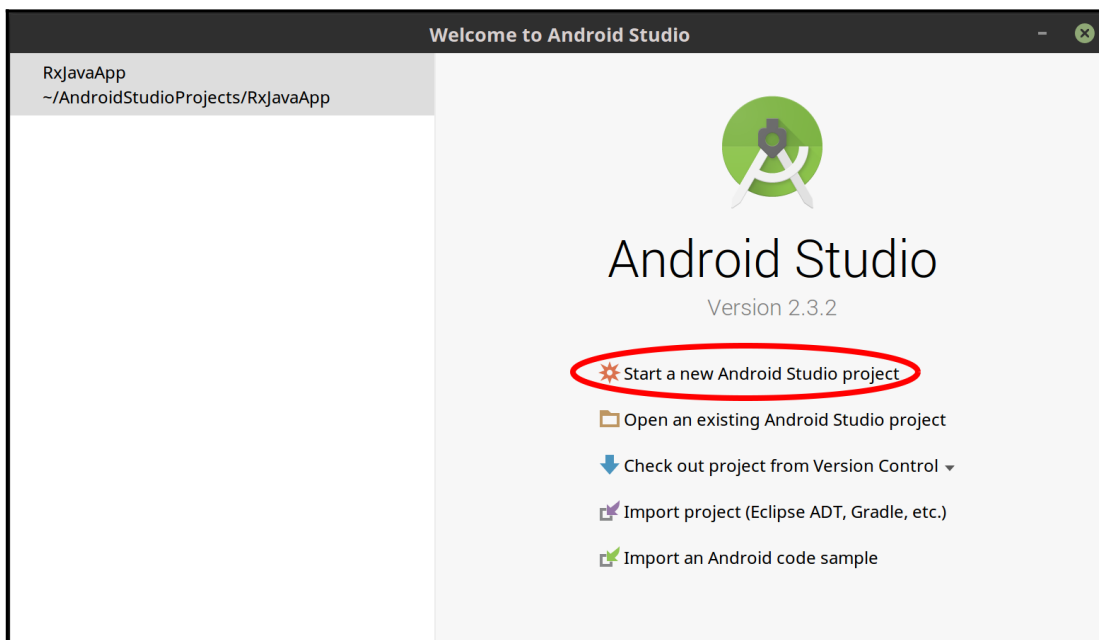 Welcome to Android Studio
RxJavaApp
~/AndroidStudioProjects/RxJavaApp
Android Studio
Version 2.3.2
Start a new Android Studio project
Open an existing Android Studio project
Check out project from Version Control
Import project (Eclipse ADT, Gradle, etc.)
Import an Android code sample